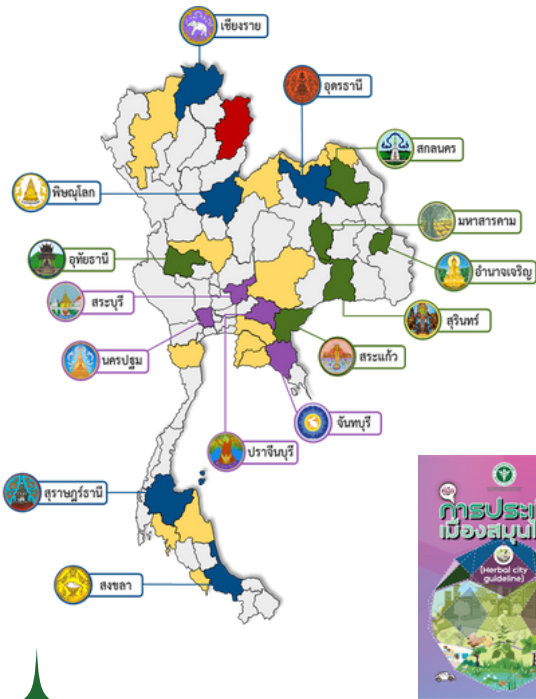 เชียงราย
อุดรธานี
สกลนคร
พิษณุโลก
มหาสารคาม
อุทัยธานี
อำนาจเจริญ
สระบุรี
สุรินทร์
นครปฐม
สระแก้ว
จันทบุรี
ปราจีนบุรี
สุราษฎร์ธานี
สงขลา
คู่มือ
การประเ
เมืองสมุนไ
(Herbal city
guideline)